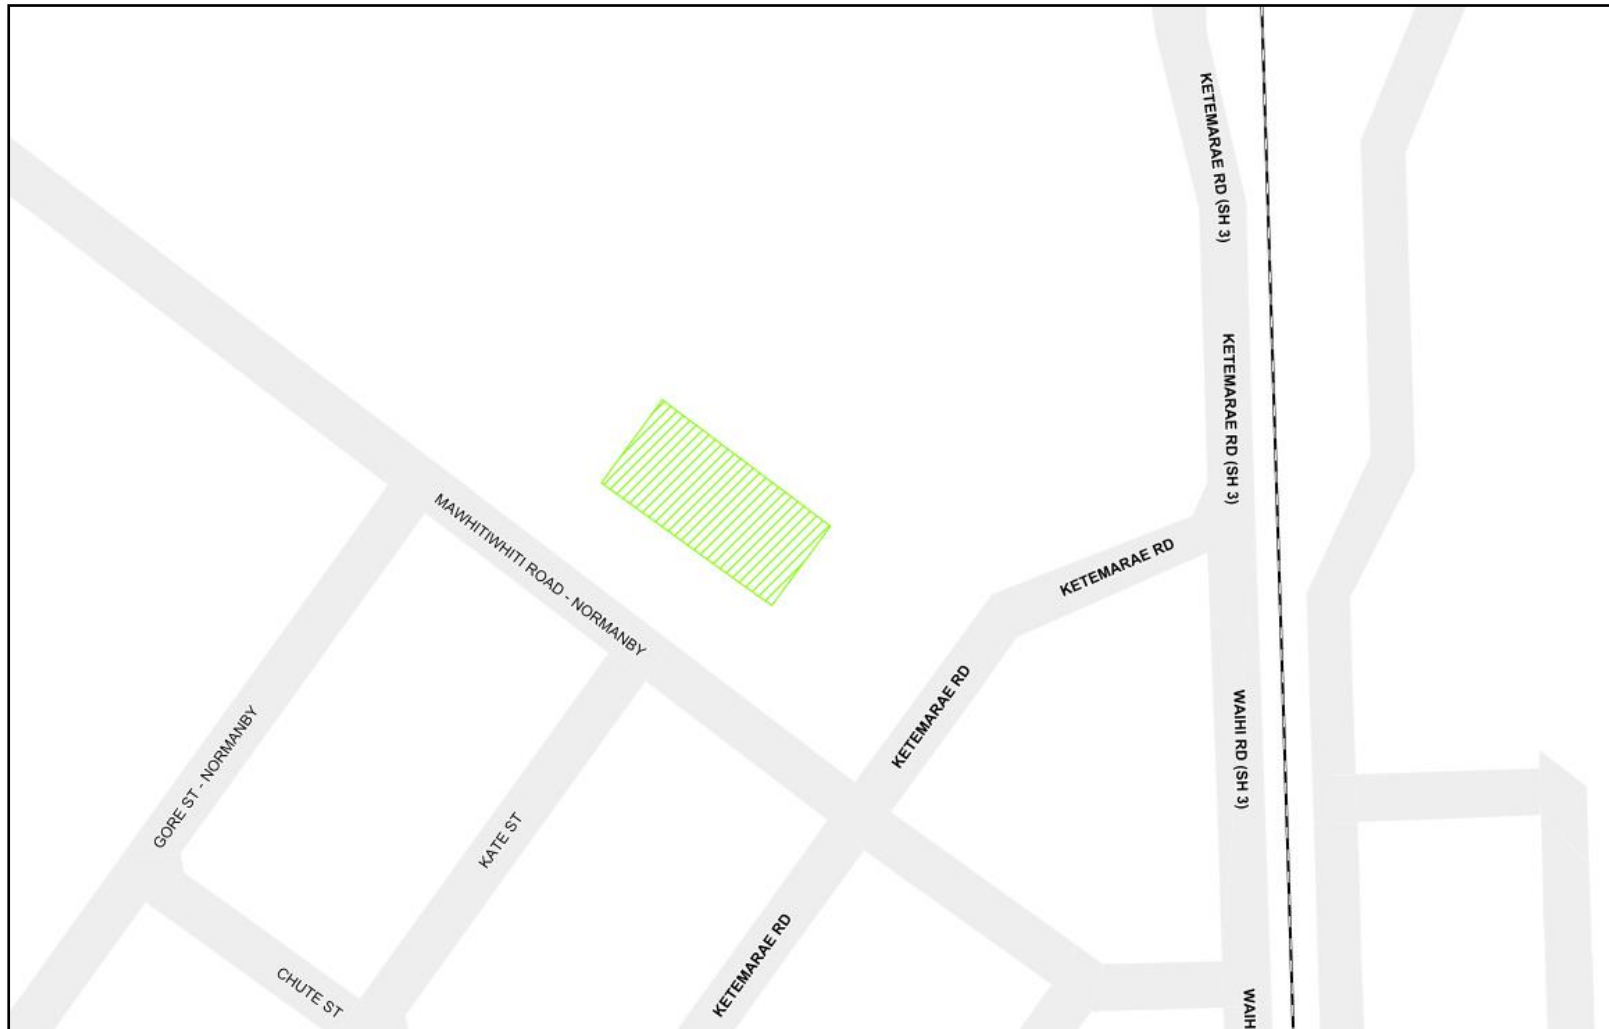 KETEMARAE RD (SH 3)
KETEMARAE RD (SH 3)
MAWHITIWHITI ROAD - NORMANBY
KETEMARAE RD
KETEMARAE RD
WAIHI RD (SH 3)
GORE ST - NORMANBY
KATE ST
KETEMARAE RD
CHUTE ST
WAIH